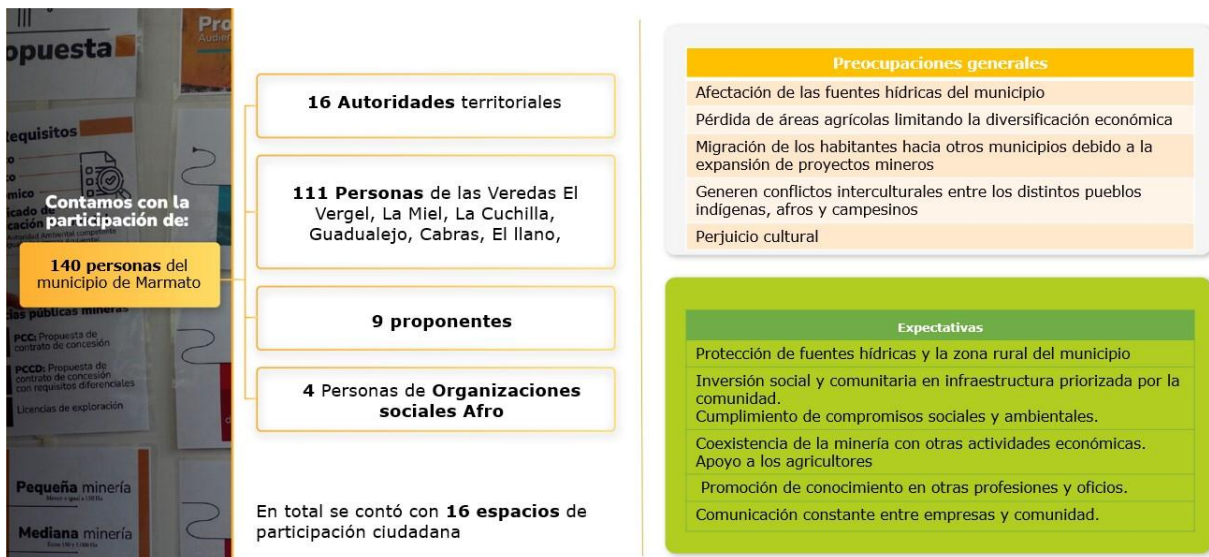 opuesta
Pro
Audien
Requisitos
Contamos con la
participación de:
140 personas del
municipio de Marmato
PCC: Propuesta de
contrato de concesión
PCCD: Propuesta de
contrato de concesión
con requisitos diferenciales
Licencias de exploración
Pequeña minería
Mediana minería
16 Autoridades territoriales
111 Personas de las Veredas El
Vergel, La Miel, La Cuchilla,
Guadualejo, Cabras, El llano,
9 proponentes
4 Personas de Organizaciones
sociales Afro
En total se contó con 16 espacios de
participación ciudadana
Preocupaciones generales
Afectación de las fuentes hídricas del municipio
Pérdida de áreas agrícolas limitando la diversificación económica
Migración de los habitantes hacia otros municipios debido a la
expansión de proyectos mineros
Generen conflictos interculturales entre los distintos pueblos
indígenas, afros y campesinos
Perjuicio cultural
Expectativas
Protección de fuentes hídricas y la zona rural del municipio
Inversión social y comunitaria en infraestructura priorizada por la
comunidad.
Cumplimiento de compromisos sociales y ambientales.
Coexistencia de la minería con otras actividades económicas.
Apoyo a los agricultores
Promoción de conocimiento en otras profesiones y oficios.
Comunicación constante entre empresas y comunidad.